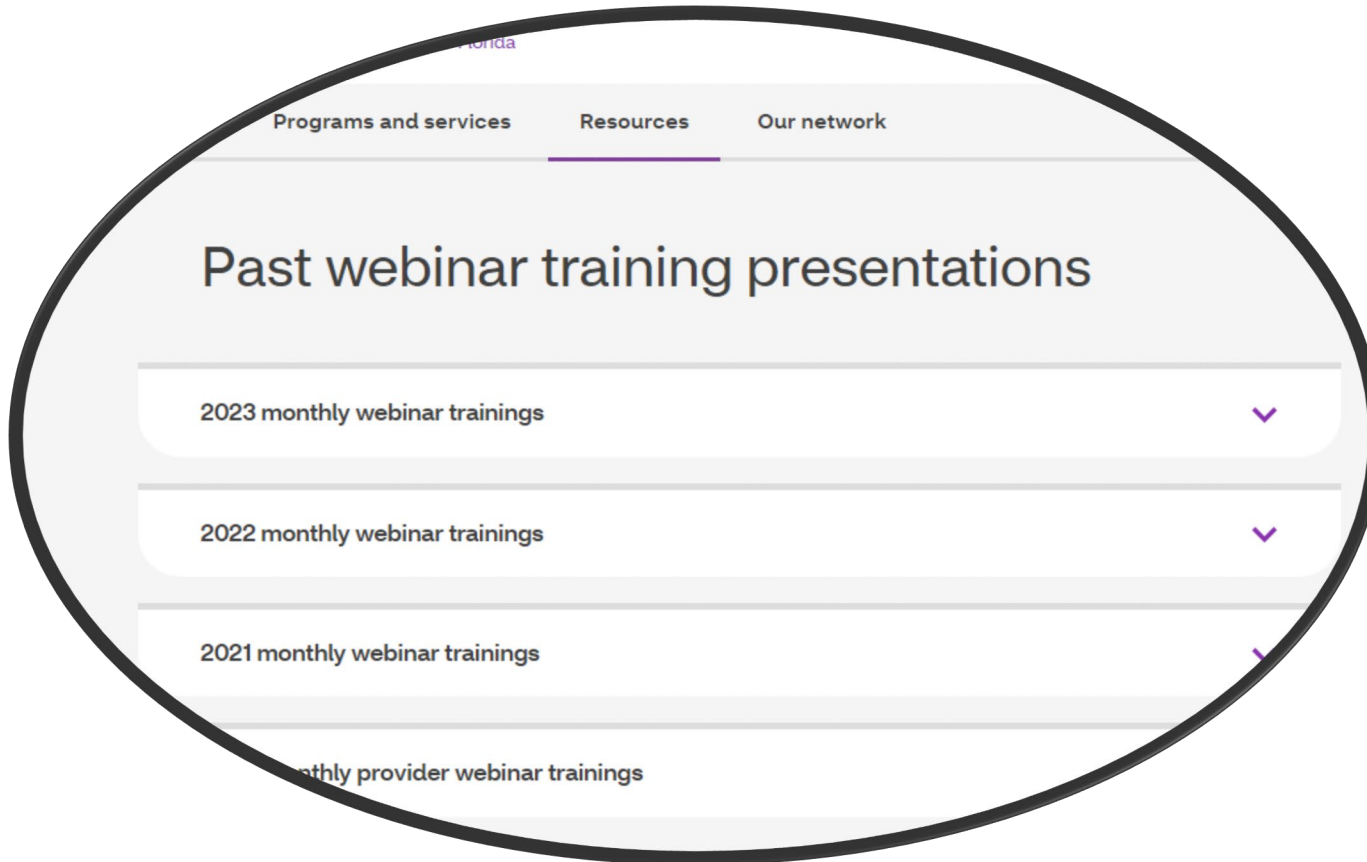 Programs and services Resources Our network
Past webinar training presentations
2023 monthly webinar trainings
2022 monthly webinar trainings
2021 monthly webinar trainings
provider webinar trainings